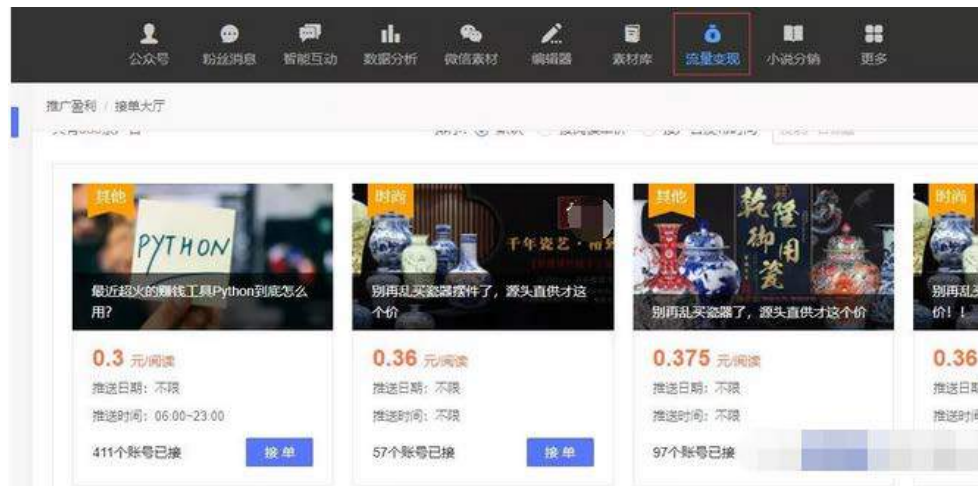 公众号 粉丝消息 智能互动 数据分析 微信素材 编辑器 素材库 流量变现 小说分销 更多
推广盈利 / 接单大厅
其他
PYTHON
最近超火的赚钱工具Python到底怎么
用?
0.3 元/阅读
推送日期: 不限
推送时间: 06:00~23:00
411个账号已接 接单
时尚
千年瓷艺·
别再乱买瓷器摆件了，源头直供才这
个价
0.36 元/阅读
推送日期: 不限
推送时间: 不限
57个账号已接 接单
其他
乾隆
御用
瓷
别再乱买瓷器了，源头直供才这个价
0.375 元/阅读
推送日期: 不限
推送时间: 不限
97个账号已接
时尚
别再乱买
价！！
0.36
推送日期
推送时间